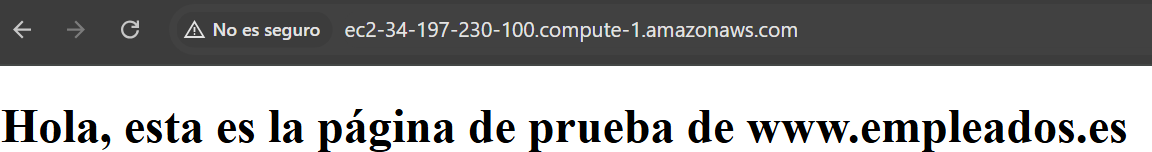 No es seguro ec2-34-197-230-100.compute-1.amazonaws.com
Hola, esta es la página de prueba de www.empleados.es